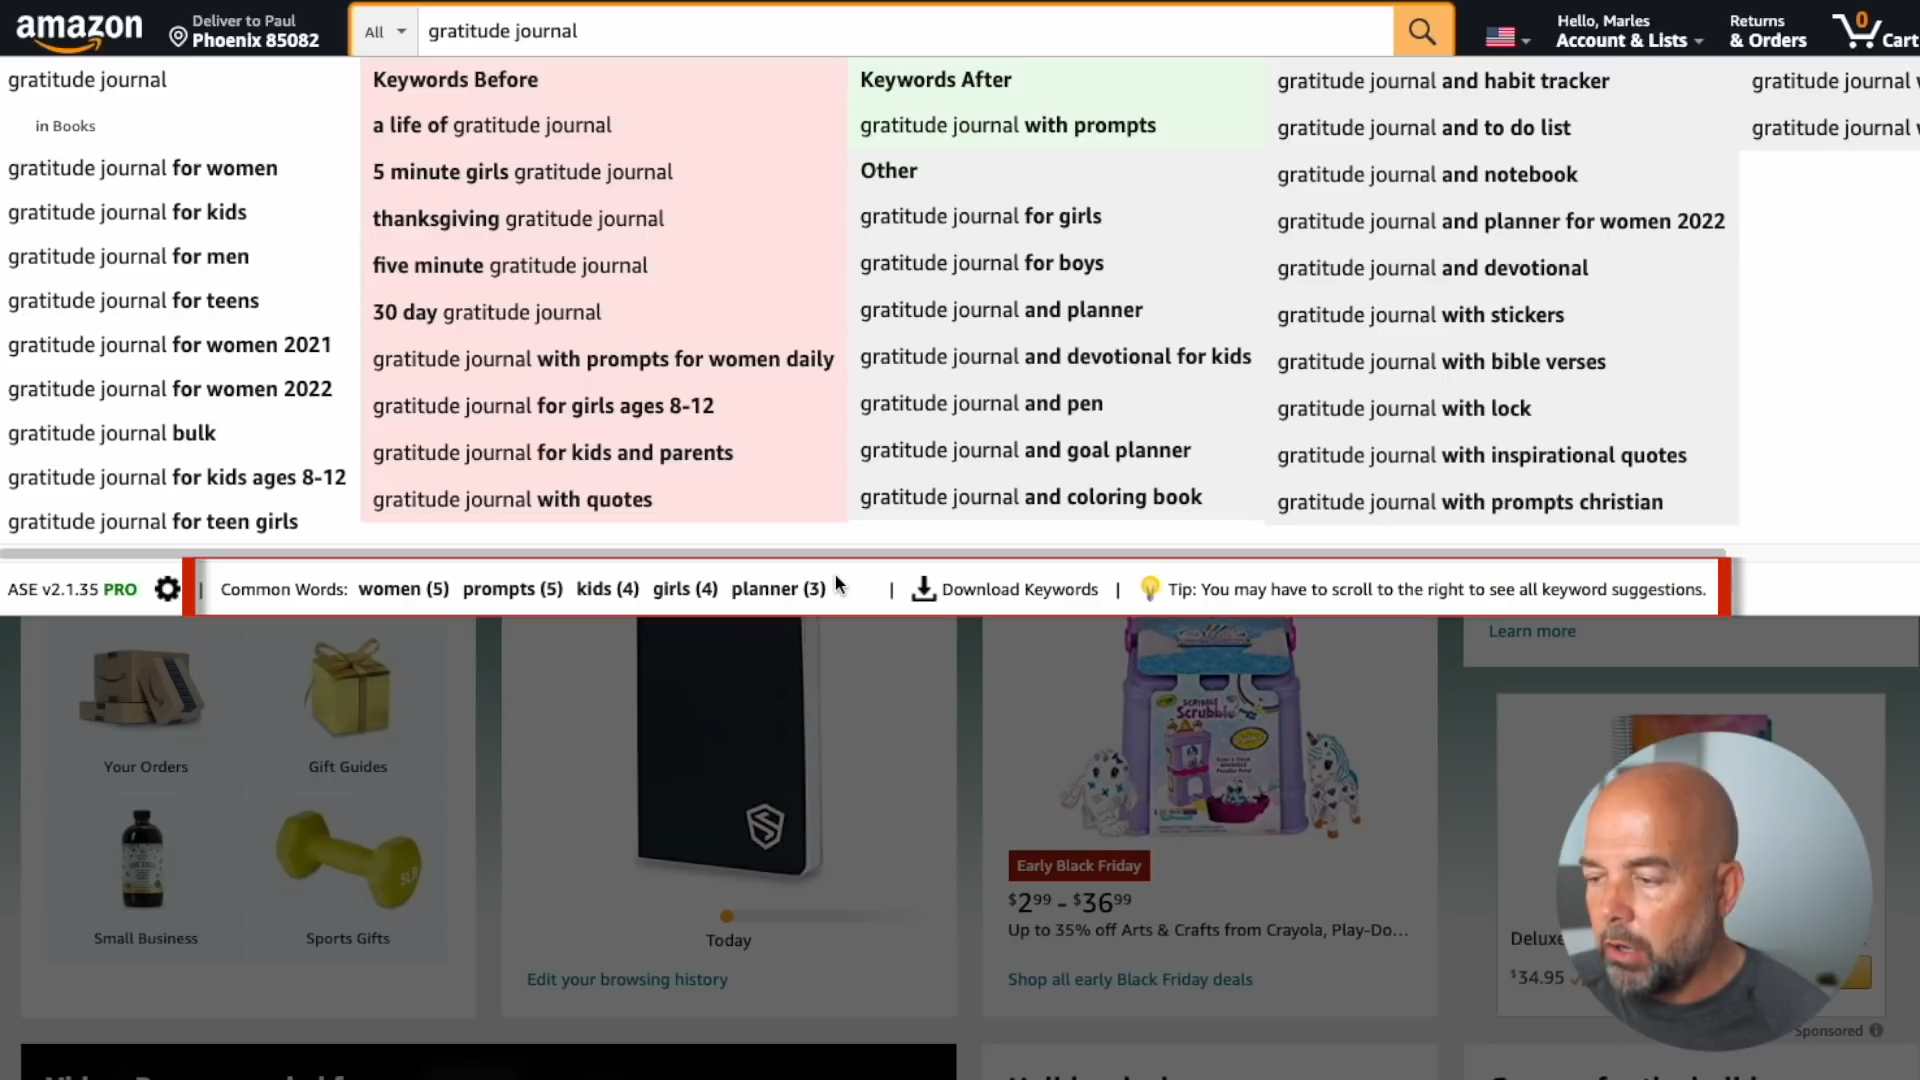 amazon
Deliver to Paul
Phoenix 85082
All
gratitude journal
Hello, Marles
Account & Lists
Returns
& Orders
0
Cart
gratitude journal
in Books
gratitude journal for women
gratitude journal for kids
gratitude journal for men
gratitude journal for teens
gratitude journal for women 2021
gratitude journal for women 2022
gratitude journal bulk
gratitude journal for kids ages 8-12
gratitude journal for teen girls
Keywords Before
a life of gratitude journal
5 minute girls gratitude journal
thanksgiving gratitude journal
five minute gratitude journal
30 day gratitude journal
gratitude journal with prompts for women daily
gratitude journal for girls ages 8-12
gratitude journal for kids and parents
gratitude journal with quotes
Keywords After
gratitude journal with prompts
Other
gratitude journal for girls
gratitude journal for boys
gratitude journal and planner
gratitude journal and devotional for kids
gratitude journal and pen
gratitude journal and goal planner
gratitude journal and coloring book
gratitude journal and habit tracker
gratitude journal and to do list
gratitude journal and notebook
gratitude journal and planner for women 2022
gratitude journal and devotional
gratitude journal with stickers
gratitude journal with bible verses
gratitude journal with lock
gratitude journal with inspirational quotes
gratitude journal with prompts christian
gratitude journal
gratitude journal
ASE v2.1.35 PRO
| Common Words: women (5) prompts (5) kids (4) girls (4) planner (3) | Download Keywords | Tip: You may have to scroll to the right to see all keyword suggestions.
Learn more
Your Orders
Gift Guides
Small Business
Sports Gifts
5LB
Today
Edit your browsing history
Scribble
Scrubbie
Early Black Friday
$2.99 - $36.99
Up to 35% off Arts & Crafts from Crayola, Play-Do...
Shop all early Black Friday deals
Deluxe
$34.95
Sponsored